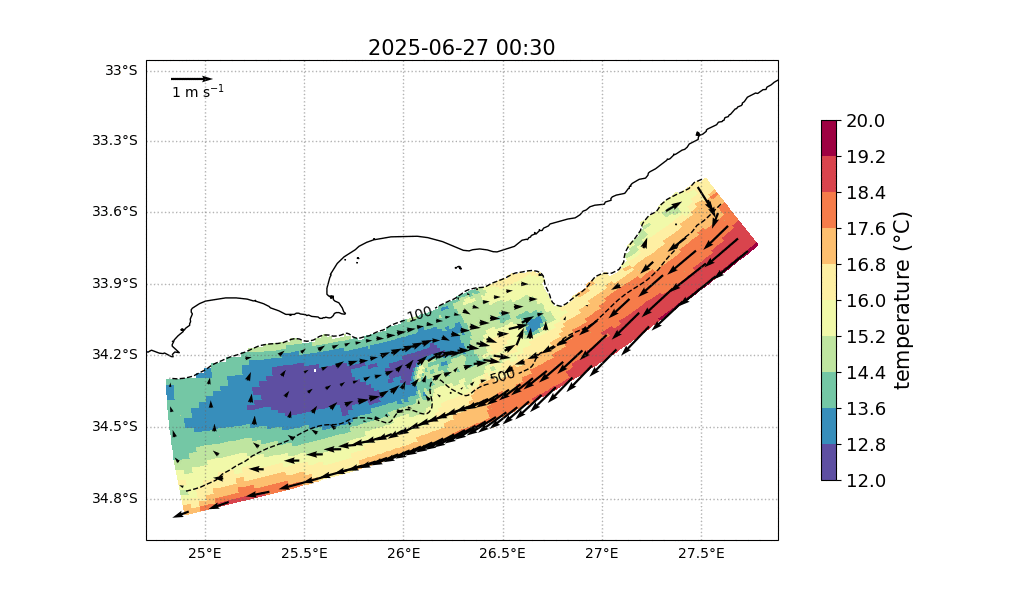 2025-06-27 00:30
1 m s⁻¹
33°S
33.3°S
33.6°S
33.9°S
34.2°S
34.5°S
34.8°S
25°E
25.5°E
26°E
26.5°E
27°E
27.5°E
100
500
20.0
19.2
18.4
17.6
16.8
16.0
15.2
14.4
13.6
12.8
12.0
temperature (°C)